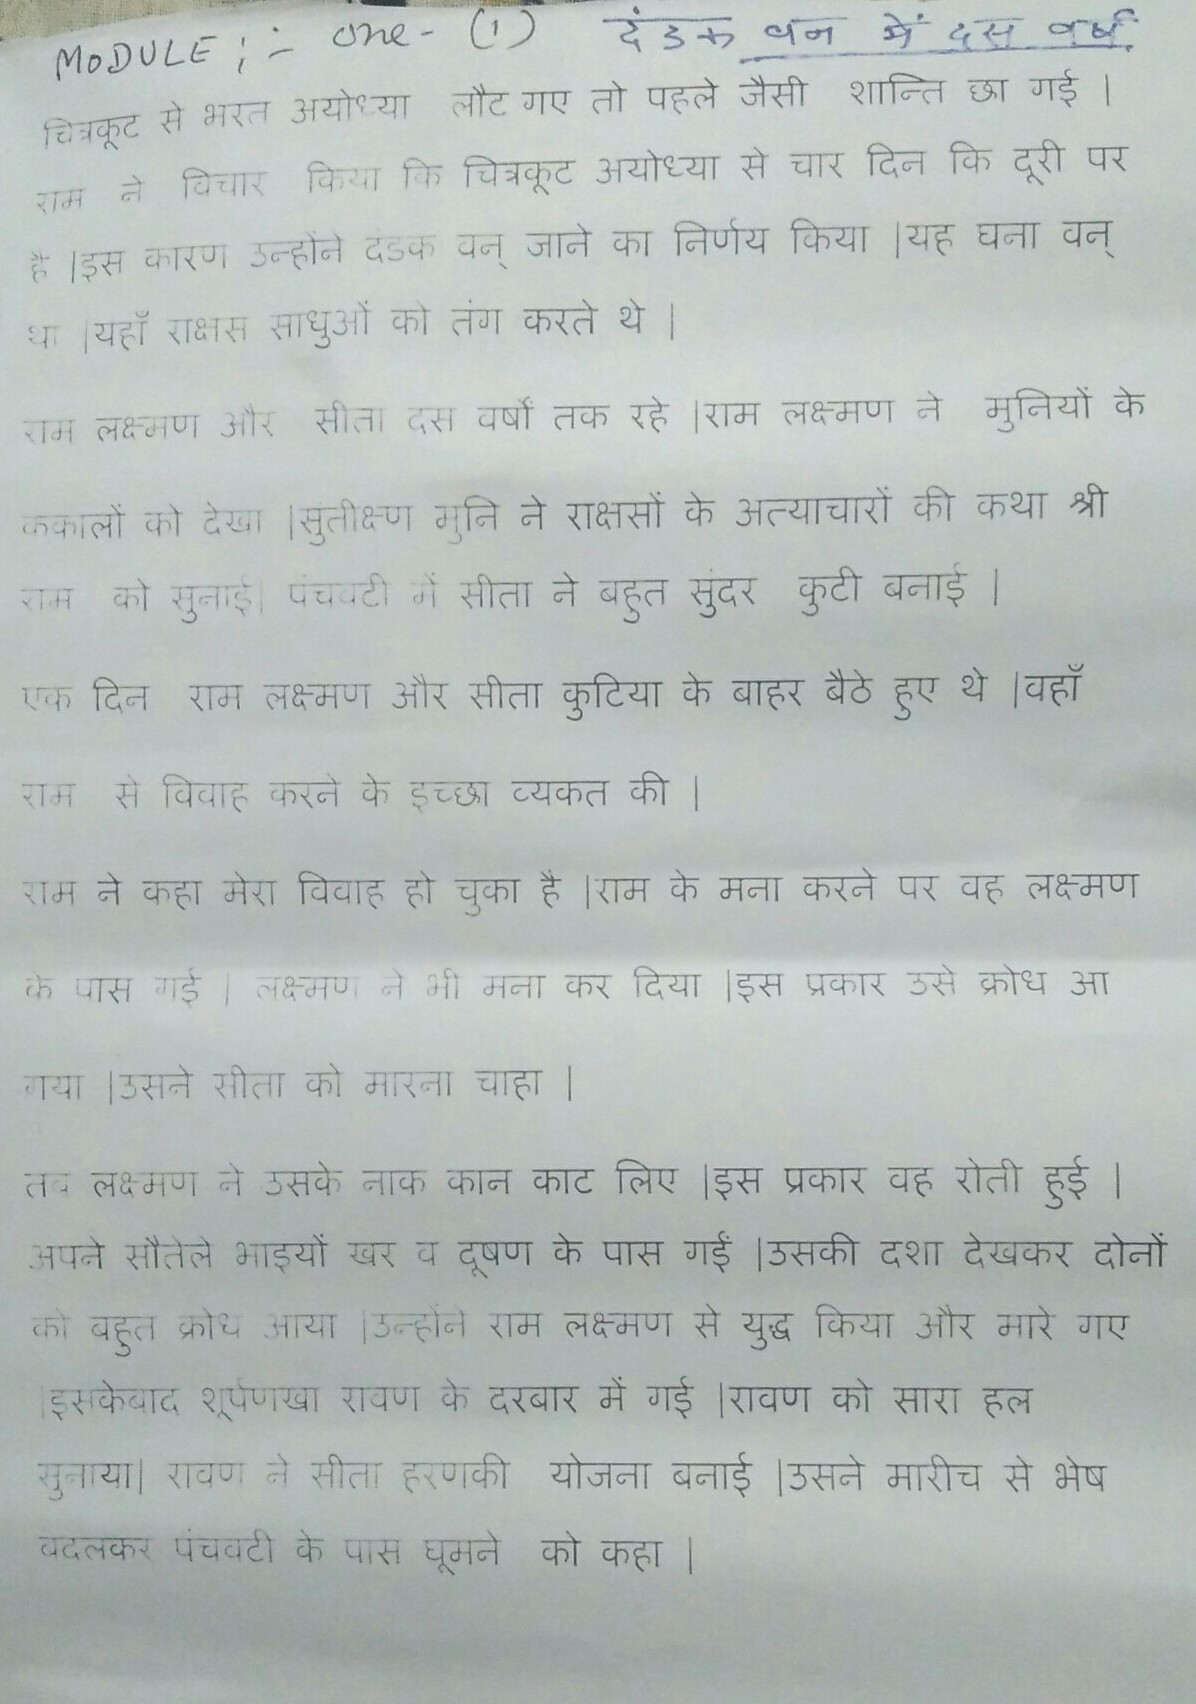 MODULE ; :- one - (1) दंडक वन में दस वर्ष
चित्रकूट से भरत अयोध्या लौट गए तो पहले जैसी शान्ति छा गई |
राम ने विचार किया कि चित्रकूट अयोध्या से चार दिन कि दूरी पर
है |इस कारण उन्होंने दंडक वन् जाने का निर्णय किया |यह घना वन्
था |यहाँ राक्षस साधुओं को तंग करते थे |
राम लक्ष्मण और सीता दस वर्षों तक रहे |राम लक्ष्मण ने मुनियों के
ककालों को देखा |सुतीक्ष्ण मुनि ने राक्षसों के अत्याचारों की कथा श्री
राम को सुनाई| पंचवटी में सीता ने बहुत सुंदर कुटी बनाई |
एक दिन राम लक्ष्मण और सीता कुटिया के बाहर बैठे हुए थे |वहाँ
राम से विवाह करने के इच्छा व्यकत की |
राम ने कहा मेरा विवाह हो चुका है |राम के मना करने पर वह लक्ष्मण
के पास गई | लक्ष्मण ने भी मना कर दिया |इस प्रकार उसे क्रोध आ
गया |उसने सीता को मारना चाहा |
तब लक्ष्मण ने उसके नाक कान काट लिए |इस प्रकार वह रोती हुई |
अपने सौतेले भाइयों खर व दूषण के पास गईं |उसकी दशा देखकर दोनों
को बहुत क्रोध आया |उन्होंने राम लक्ष्मण से युद्ध किया और मारे गए
|इसकेबाद शूर्पणखा रावण के दरबार में गई |रावण को सारा हल
सुनाया| रावण ने सीता हरणकी योजना बनाई |उसने मारीच से भेष
बदलकर पंचवटी के पास घूमने को कहा |